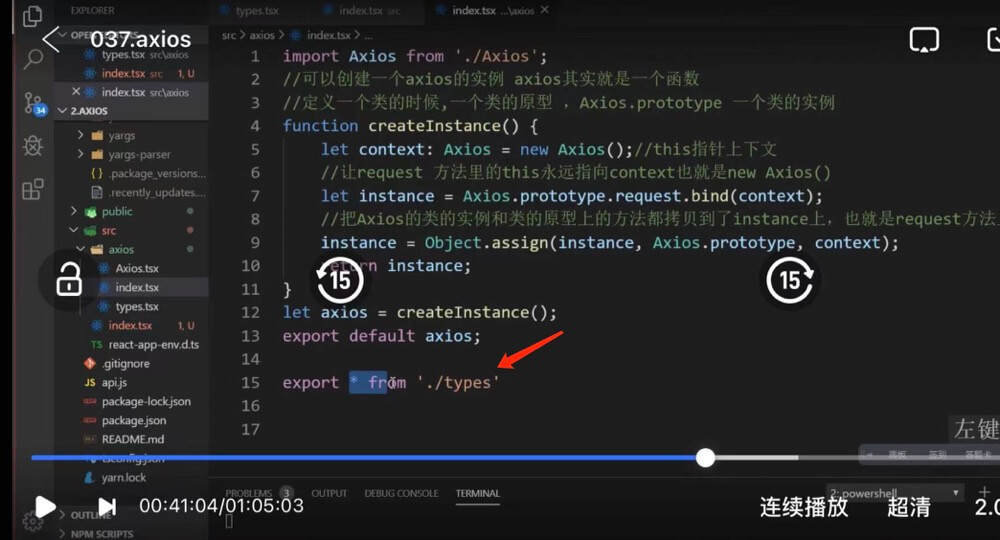 EXPLORER
types.tsx
index.tsx src
index.tsx ...\axios
037.axios
types.tsx src\axios
index.tsx src 1, U
index.tsx src\axios
34
2.AXIOS
yargs
yargs-parser
{} .package_versions...
.recently_updates....
public
src
axios
Axios.tsx
index.tsx
types.tsx
index.tsx 1, U
TS react-app-env.d.ts
.gitignore
JS api.js
package-lock.json
package.json
README.md
tsconfig.json
yarn.lock
OUTLINE
NPM SCRIPTS
src > axios > index.tsx > ...
1 import Axios from './Axios';
2 //可以创建一个axios的实例 axios其实就是一个函数
3 //定义一个类的时候,一个类的原型 ，Axios.prototype 一个类的实例
4 function createInstance() {
5 let context: Axios = new Axios();//this指针上下文
6 //让request 方法里的this永远指向context也就是new Axios()
7 let instance = Axios.prototype.request.bind(context);
8 //把Axios的类的实例和类的原型上的方法都拷贝到了instance上，也就是request方法上
9 instance = Object.assign(instance, Axios.prototype, context);
10 return instance;
11 }
12 let axios = createInstance();
13 export default axios;
14
15 export * from './types'
16
17
15
15
左键
PROBLEMS 3 OUTPUT DEBUG CONSOLE TERMINAL
2: powershell
00:41:04/01:05:03
连续播放
超清
2.0